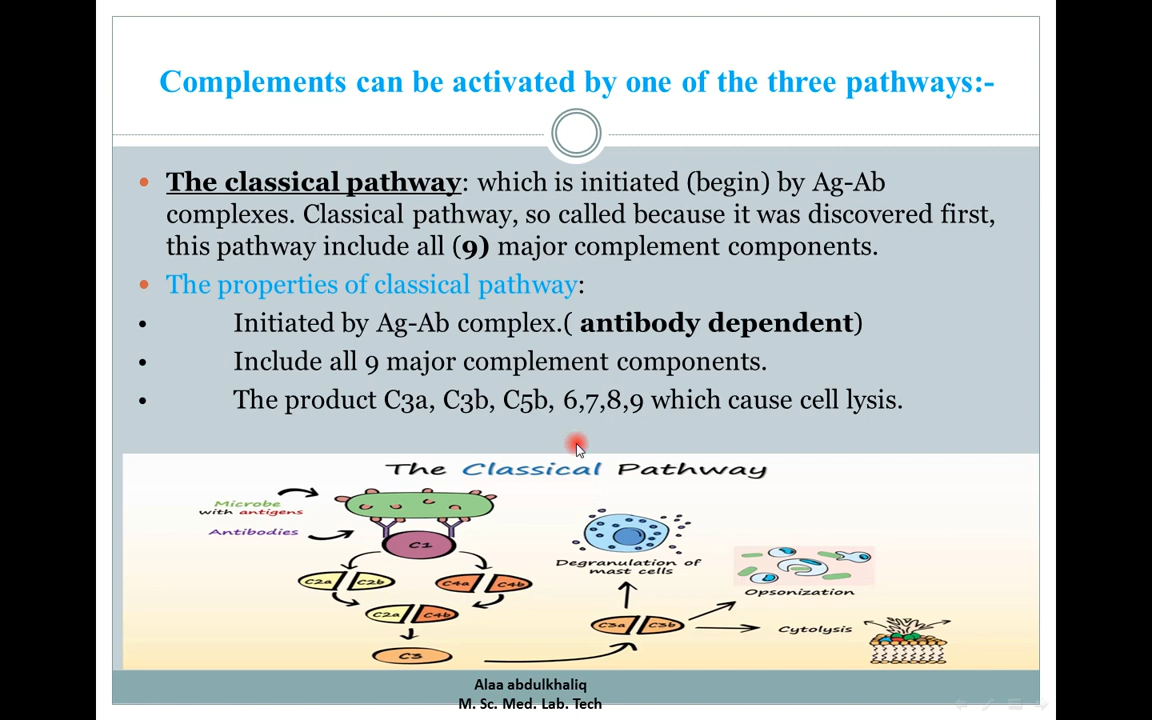 Complements can be activated by one of the three pathways:-
• The classical pathway: which is initiated (begin) by Ag-Ab
complexes. Classical pathway, so called because it was discovered first,
this pathway include all (9) major complement components.
• The properties of classical pathway:
• Initiated by Ag-Ab complex.( antibody dependent)
• Include all 9 major complement components.
• The product C3a, C3b, C5b, 6,7,8,9 which cause cell lysis.
The Classical Pathway
Microbe
with antigens
Antibodies
C1
C2a C2b C4a C4b
C2a C4b
C3
Degranulation of
mast cells
C3a C3b
Opsonization
Cytolysis
Alaa abdulkhaliq
M. Sc. Med. Lab. Tech